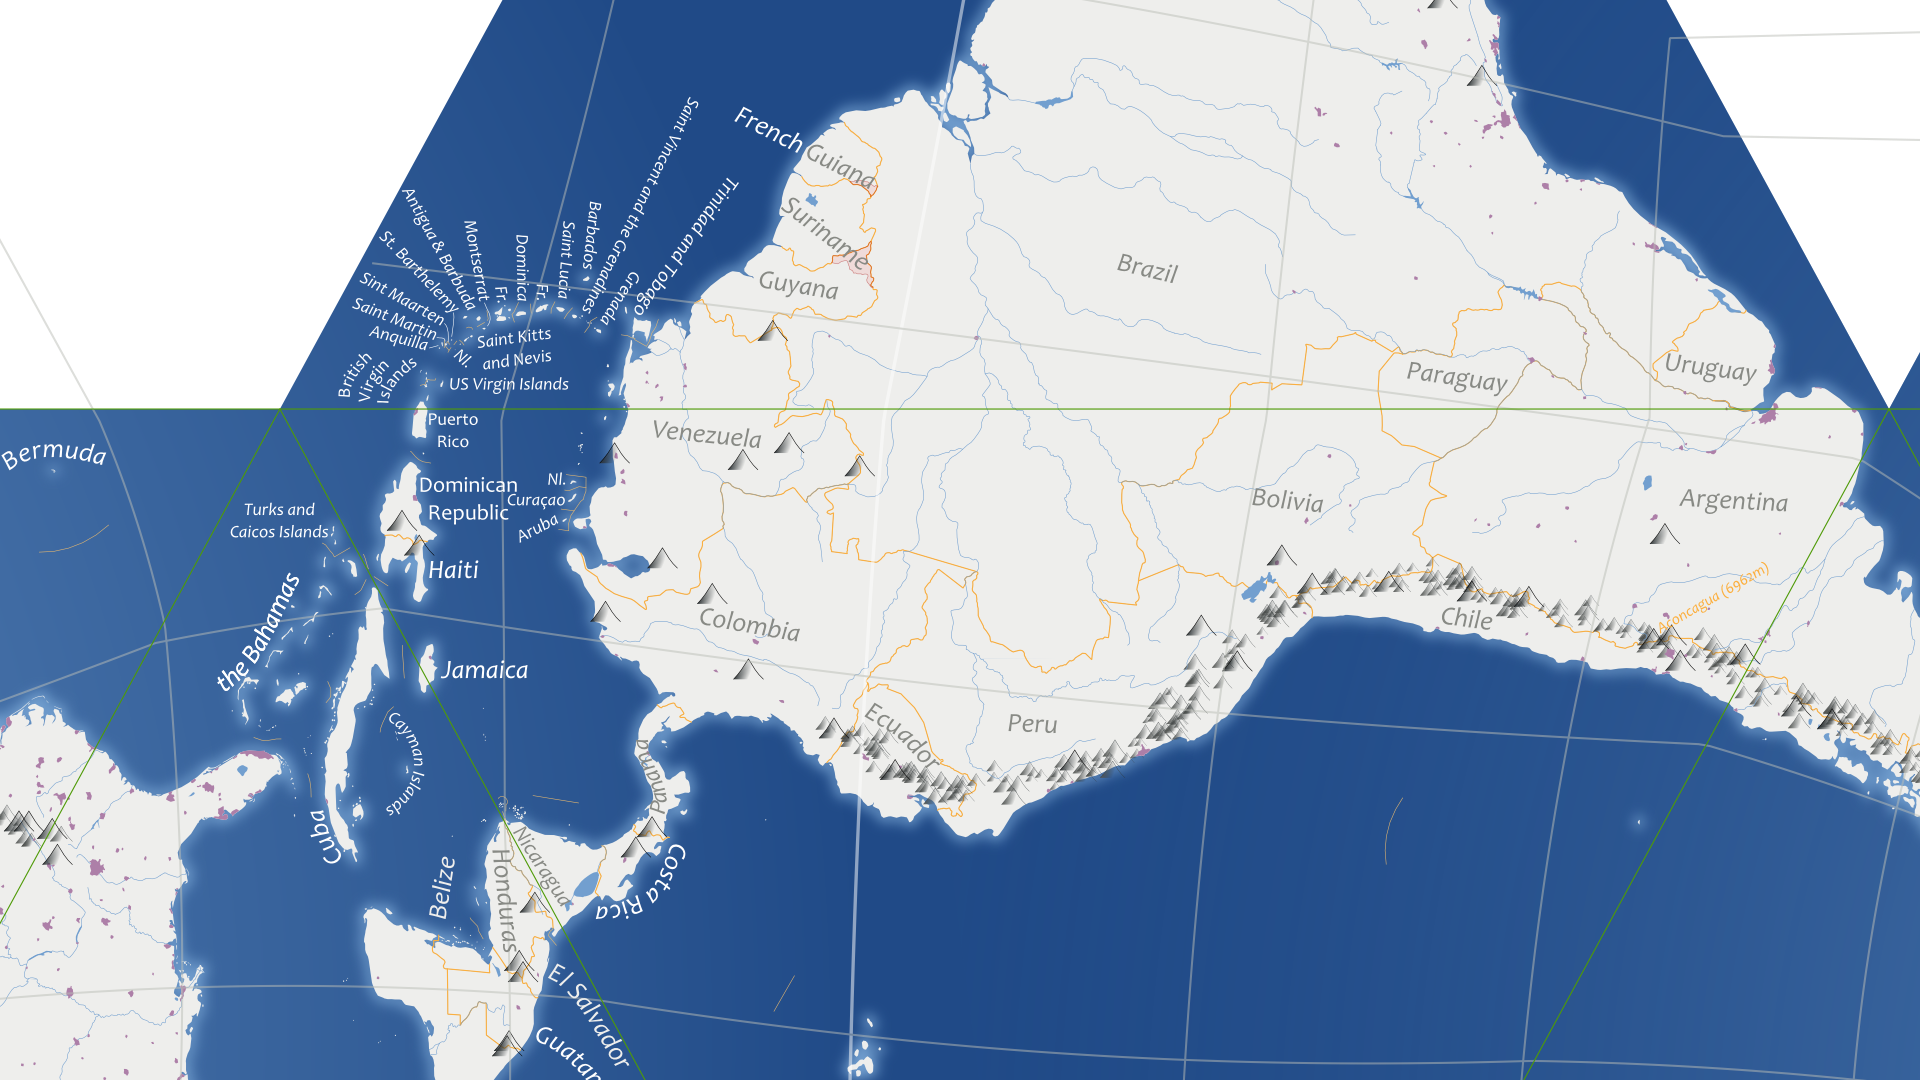 French
Guiana
Suriname
Guyana
Brazil
Saint Vincent and the Grenadines
Trinidad and Tobago
Antigua & Barbuda
Montserrat
Fr.
Dominica
Fr.
Saint Lucia
Barbados
Grenada
St. Barthelemy
Sint Maarten
Saint Martin
Anquilla
Nl.
Saint Kitts
and Nevis
British
Virgin
Islands
US Virgin Islands
Puerto
Rico
Bermuda
Venezuela
Paraguay
Uruguay
Dominican
Republic
Nl.
Curaçao
Aruba
Turks and
Caicos Islands
Bolivia
Argentina
Haiti
the Bahamas
Colombia
Chile
Aroncagua (6962m)
Jamaica
Cayman Islands
Ecuador
Peru
Panama
Cuba
Belize
Honduras
Nicaragua
Costa Rica
El Salvador
Guatan